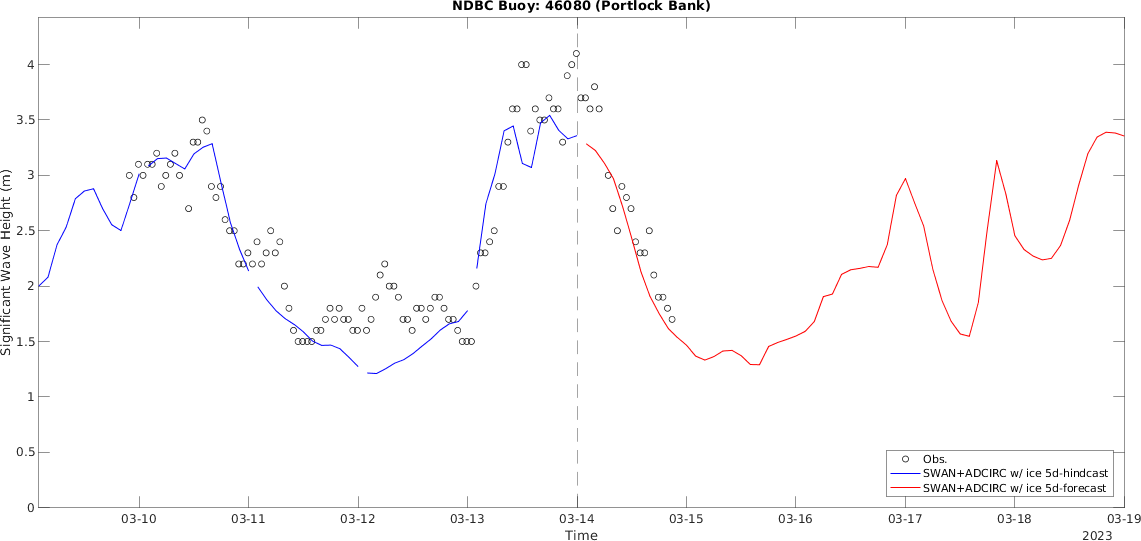 NDBC Buoy: 46080 (Portlock Bank)
Significant Wave Height (m)
4
3.5
3
2.5
2
1.5
1
0.5
0
Obs.
SWAN+ADCIRC w/ ice 5d-hindcast
SWAN+ADCIRC w/ ice 5d-forecast
03-10 03-11 03-12 03-13 03-14 03-15 03-16 03-17 03-18 03-19
Time
2023